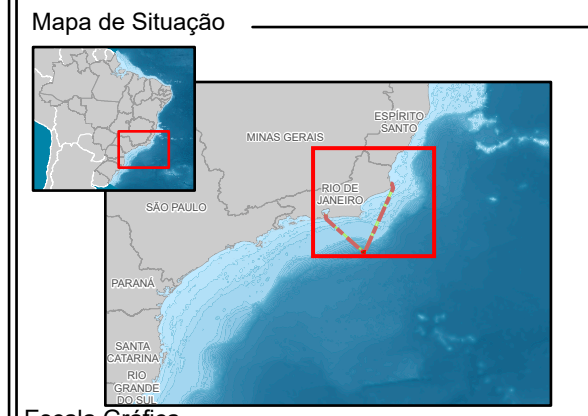 Mapa de Situação
ESPÍRITO
SANTO
MINAS GERAIS
RIO DE
JANEIRO
SÃO PAULO
PARANÁ
SANTA
CATARINA
RIO
GRANDE
DO SUL
Escala Gráfica